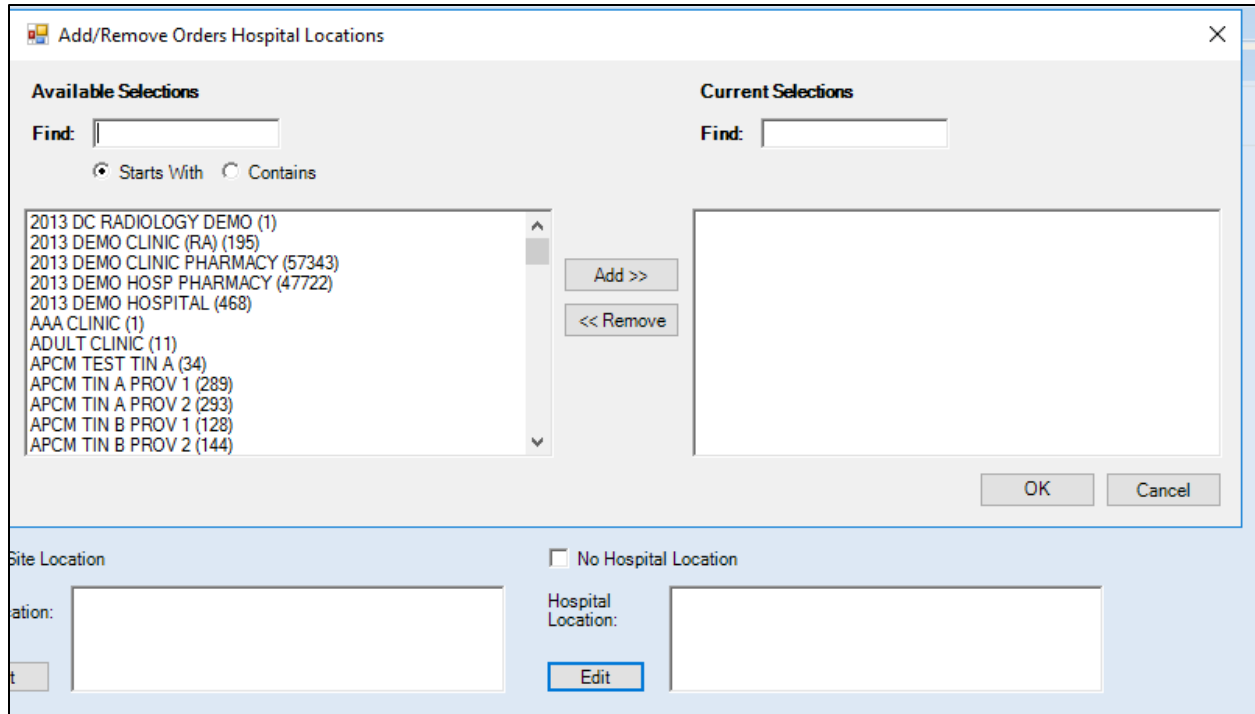 Add/Remove Orders Hospital Locations
Available Selections
Current Selections
Find:
Find:
Starts With
Contains
2013 DC RADIOLOGY DEMO (1)
2013 DEMO CLINIC (RA) (195)
2013 DEMO CLINIC PHARMACY (57343)
2013 DEMO HOSP PHARMACY (47722)
2013 DEMO HOSPITAL (468)
AAA CLINIC (1)
ADULT CLINIC (11)
APCM TEST TIN A (34)
APCM TIN A PROV 1 (289)
APCM TIN A PROV 2 (293)
APCM TIN B PROV 1 (128)
APCM TIN B PROV 2 (144)
Add >>
<< Remove
OK
Cancel
Site Location
No Hospital Location
ation:
Hospital
Location:
t
Edit